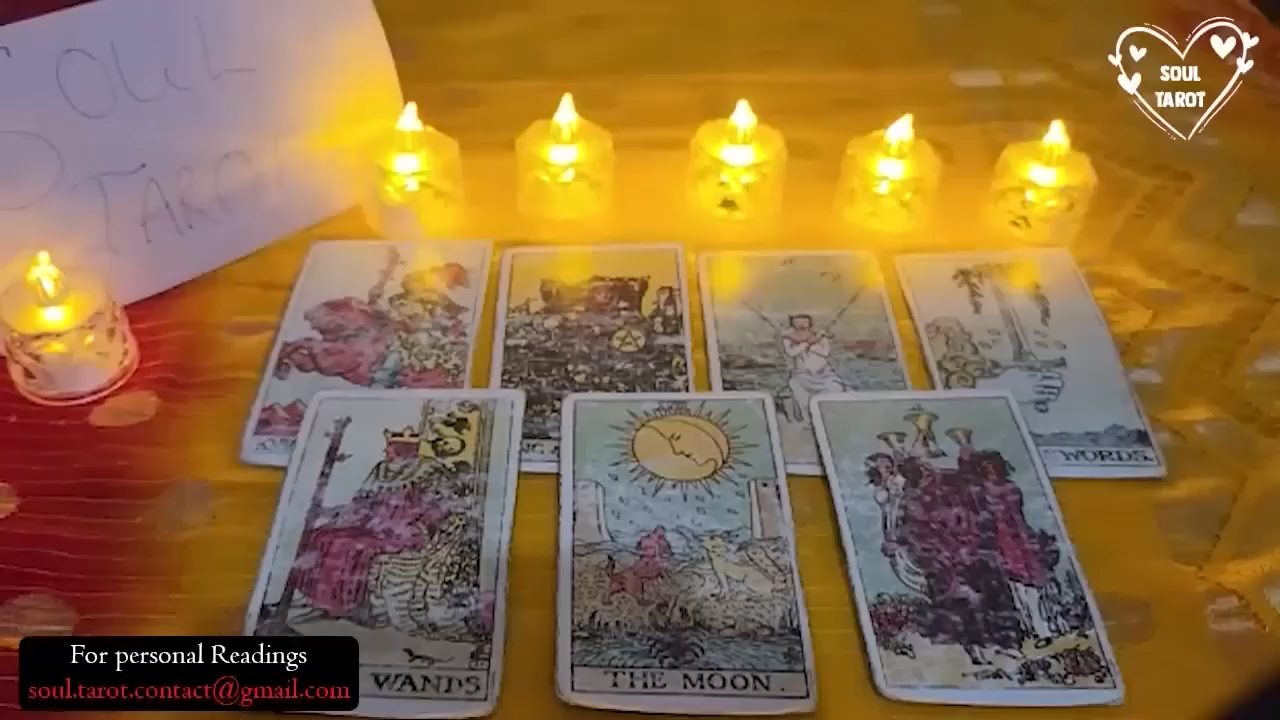 SOUL
TAROT
SOUL
TAROT
WORDS.
WANDS
THE MOON.
For personal Readings
soul.tarot.contact@gmail.com